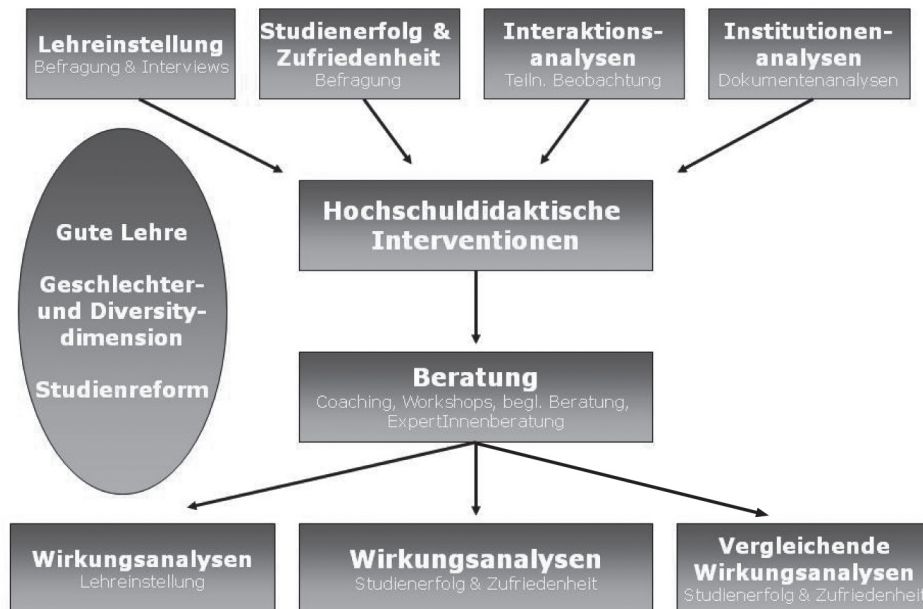 Lehreinstellung
Befragung & Interviews
Studienerfolg &
Zufriedenheit
Befragung
Interaktions-
analysen
Teiln. Beobachtung
Institutionen-
analysen
Dokumentenanalysen
Gute Lehre
Geschlechter-
und Diversity-
dimension
Studienreform
Hochschuldidaktische
Interventionen
Beratung
Coaching, Workshops, begl. Beratung,
ExpertInnenberatung
Wirkungsanalysen
Lehreinstellung
Wirkungsanalysen
Studienerfolg & Zufriedenheit
Vergleichende
Wirkungsanalysen
Studienerfolg & Zufriedenheit